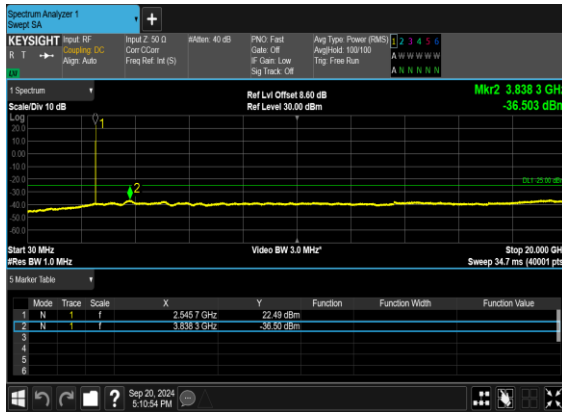 Spectrum Analyzer 1
Swept SA
KEYSIGHT Input: RF Input Z: 50 Ω #Atten: 40 dB PNO: Fast Avg Type: Power (RMS) 1 2 3 4 5 6
R T Coupling: DC Corr CCorr Gate: Off Avg|Hold: 100/100 A W W W W W
Align: Auto Freq Ref: Int (S) IF Gain: Low Trig: Free Run
Sig Track: Off A N N N N N
1 Spectrum Ref Lvl Offset 8.60 dB Mkr2 3.838 3 GHz
Scale/Div 10 dB Ref Level 30.00 dBm -36.503 dBm
Log
20.0
10.0
0.00
-10.0
-20.0
-30.0
-40.0
-50.0
-60.0
1
2
DL1 -25.00 dBm
Start 30 MHz Video BW 3.0 MHz* Stop 20.000 GHz
#Res BW 1.0 MHz Sweep 34.7 ms (40001 pts)
5 Marker Table
Mode Trace Scale X Y Function Function Width Function Value
1 N 1 f 2.545 7 GHz 22.49 dBm
2 N 1 f 3.838 3 GHz -36.50 dBm
3
4
5
6
? Sep 20, 2024
5:10:54 PM